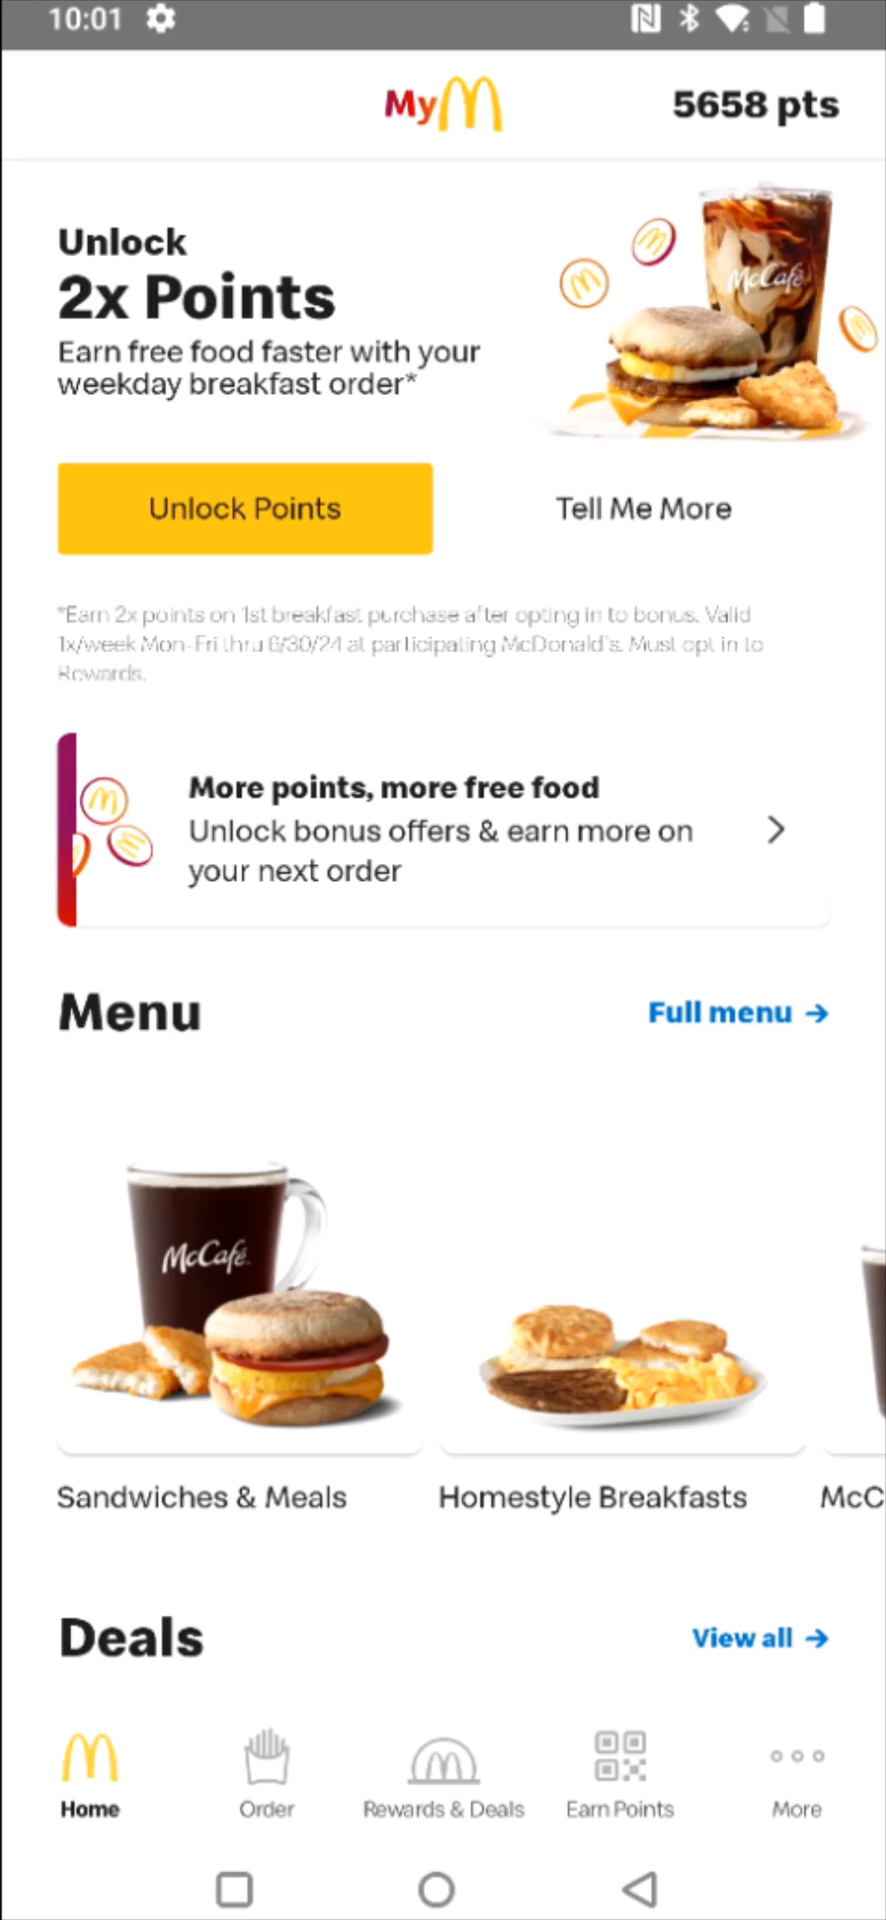 10:01
My
5658 pts
Unlock
2x Points
Earn free food faster with your
weekday breakfast order*
McCafé
Unlock Points
Tell Me More
*Earn 2x points on 1st breakfast purchase after opting in to bonus. Valid
1x/week Mon-Fri thru 6/30/24 at participating McDonald's. Must opt in to
Rewards.
More points, more free food
Unlock bonus offers & earn more on
your next order
Menu
Full menu →
McCafé
Sandwiches & Meals
Homestyle Breakfasts
McC
Deals
View all →
Home
Order
Rewards & Deals
Earn Points
More